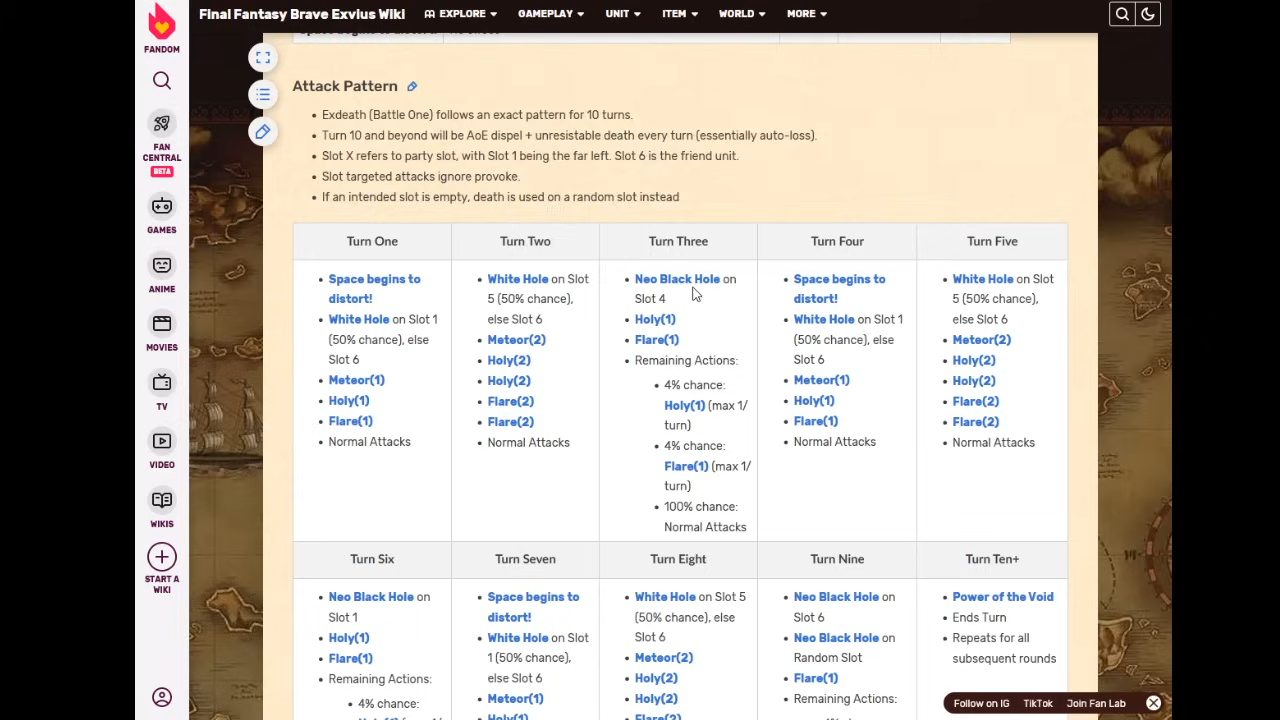 Final Fantasy Brave Exvius Wiki
EXPLORE
GAMEPLAY
UNIT
ITEM
WORLD
MORE
FANDOM
FAN
CENTRAL
BETA
GAMES
ANIME
MOVIES
TV
VIDEO
WIKIS
START A
WIKI
Attack Pattern
Exdeath (Battle One) follows an exact pattern for 10 turns.
Turn 10 and beyond will be AoE dispel + unresistable death every turn (essentially auto-loss).
Slot X refers to party slot, with Slot 1 being the far left. Slot 6 is the friend unit.
Slot targeted attacks ignore provoke.
If an intended slot is empty, death is used on a random slot instead
Turn One
Space begins to
distort!
White Hole on Slot 1
(50% chance), else
Slot 6
Meteor(1)
Holy(1)
Flare(1)
Normal Attacks
Turn Two
White Hole on Slot
5 (50% chance),
else Slot 6
Meteor(2)
Holy(2)
Holy(2)
Flare(2)
Flare(2)
Normal Attacks
Turn Three
Neo Black Hole on
Slot 4
Holy(1)
Flare(1)
Remaining Actions:
4% chance:
Holy(1) (max 1/
turn)
4% chance:
Flare(1) (max 1/
turn)
100% chance:
Normal Attacks
Turn Four
Space begins to
distort!
White Hole on Slot 1
(50% chance), else
Slot 6
Meteor(1)
Holy(1)
Flare(1)
Normal Attacks
Turn Five
White Hole on Slot
5 (50% chance),
else Slot 6
Meteor(2)
Holy(2)
Holy(2)
Flare(2)
Flare(2)
Normal Attacks
Turn Six
Neo Black Hole on
Slot 1
Holy(1)
Flare(1)
Remaining Actions:
4% chance:
Turn Seven
Space begins to
distort!
White Hole on Slot
1 (50% chance),
else Slot 6
Meteor(1)
Holy(1)
Turn Eight
White Hole on Slot 5
(50% chance), else
Slot 6
Meteor(2)
Holy(2)
Holy(2)
Flare(2)
Turn Nine
Neo Black Hole on
Slot 6
Neo Black Hole on
Random Slot
Flare(1)
Remaining Actions:
Turn Ten+
Power of the Void
Ends Turn
Repeats for all
subsequent rounds
Follow on IG
TikTok
Join Fan Lab